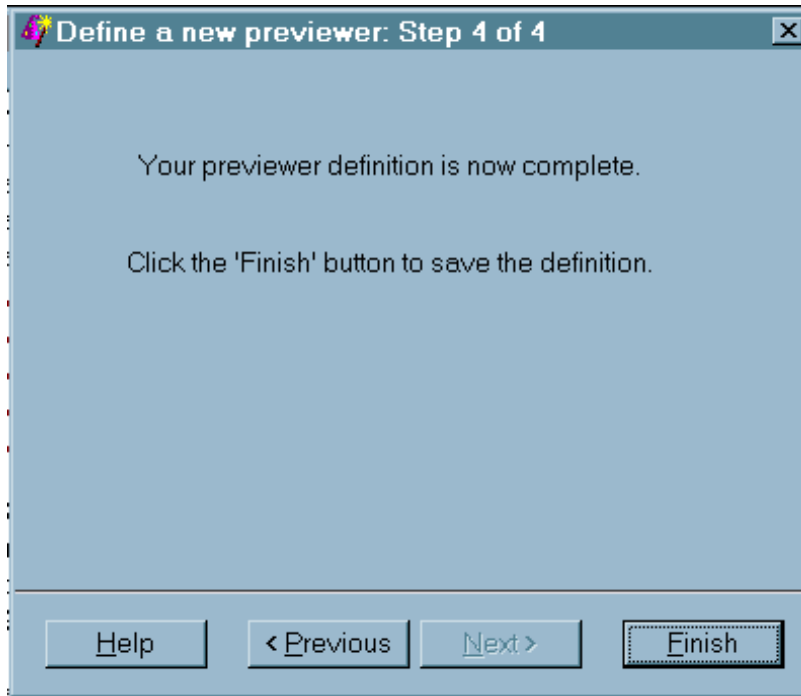 Define a new previewer: Step 4 of 4
Your previewer definition is now complete.
Click the 'Finish' button to save the definition.
Help < Previous Next > Finish